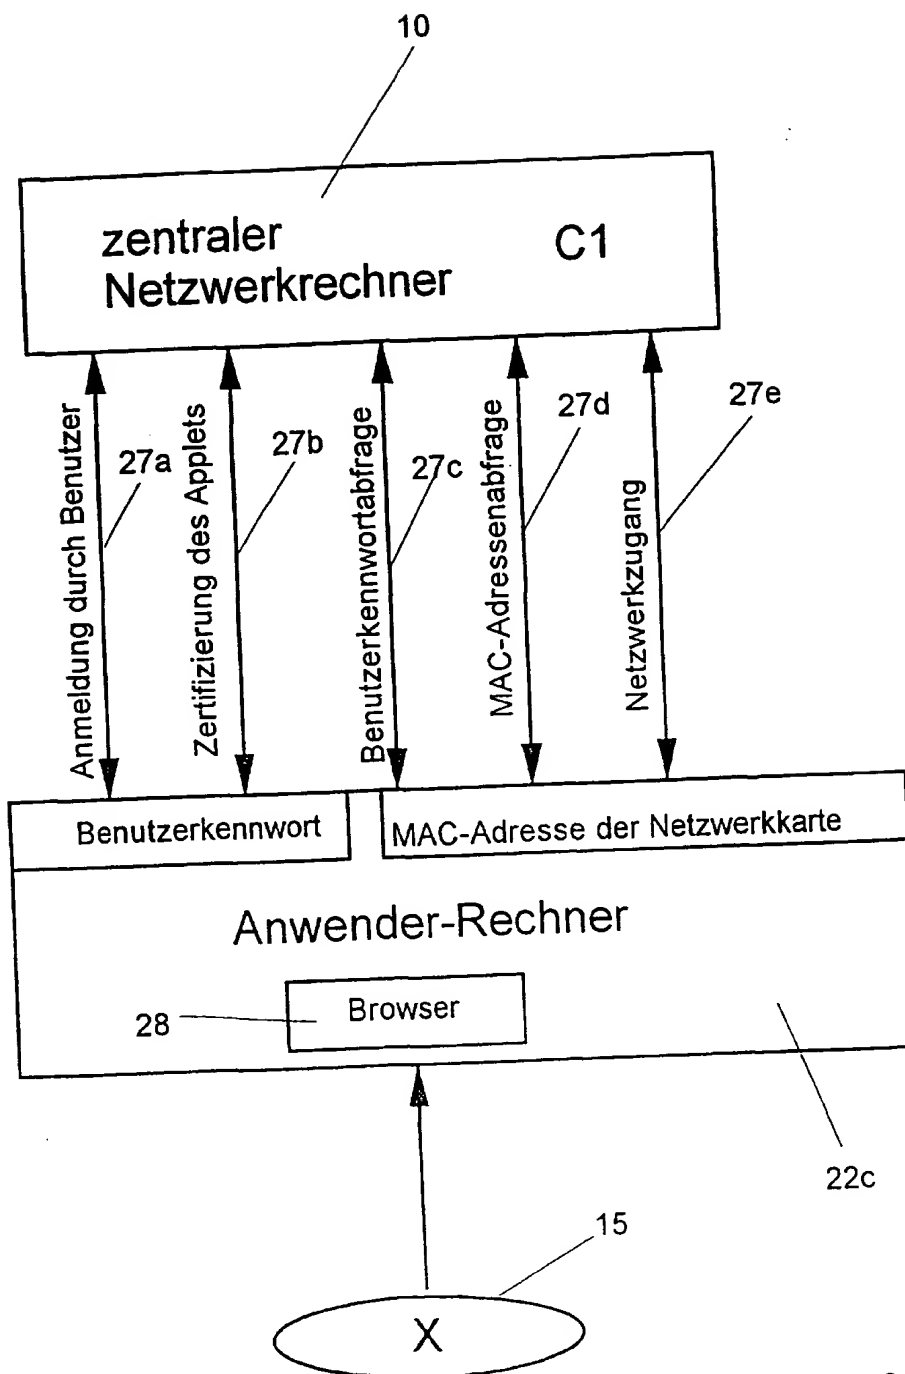 10
zentraler
Netzwerkrechner
C1
Anmeldung durch Benutzer
27a
Zertifizierung des Applets
27b
Benutzerkennwortabfrage
27c
MAC-Adressenabfrage
27d
Netzwerkzugang
27e
Benutzerkennwort
MAC-Adresse der Netzwerkkarte
Anwender-Rechner
28
Browser
22c
15
X